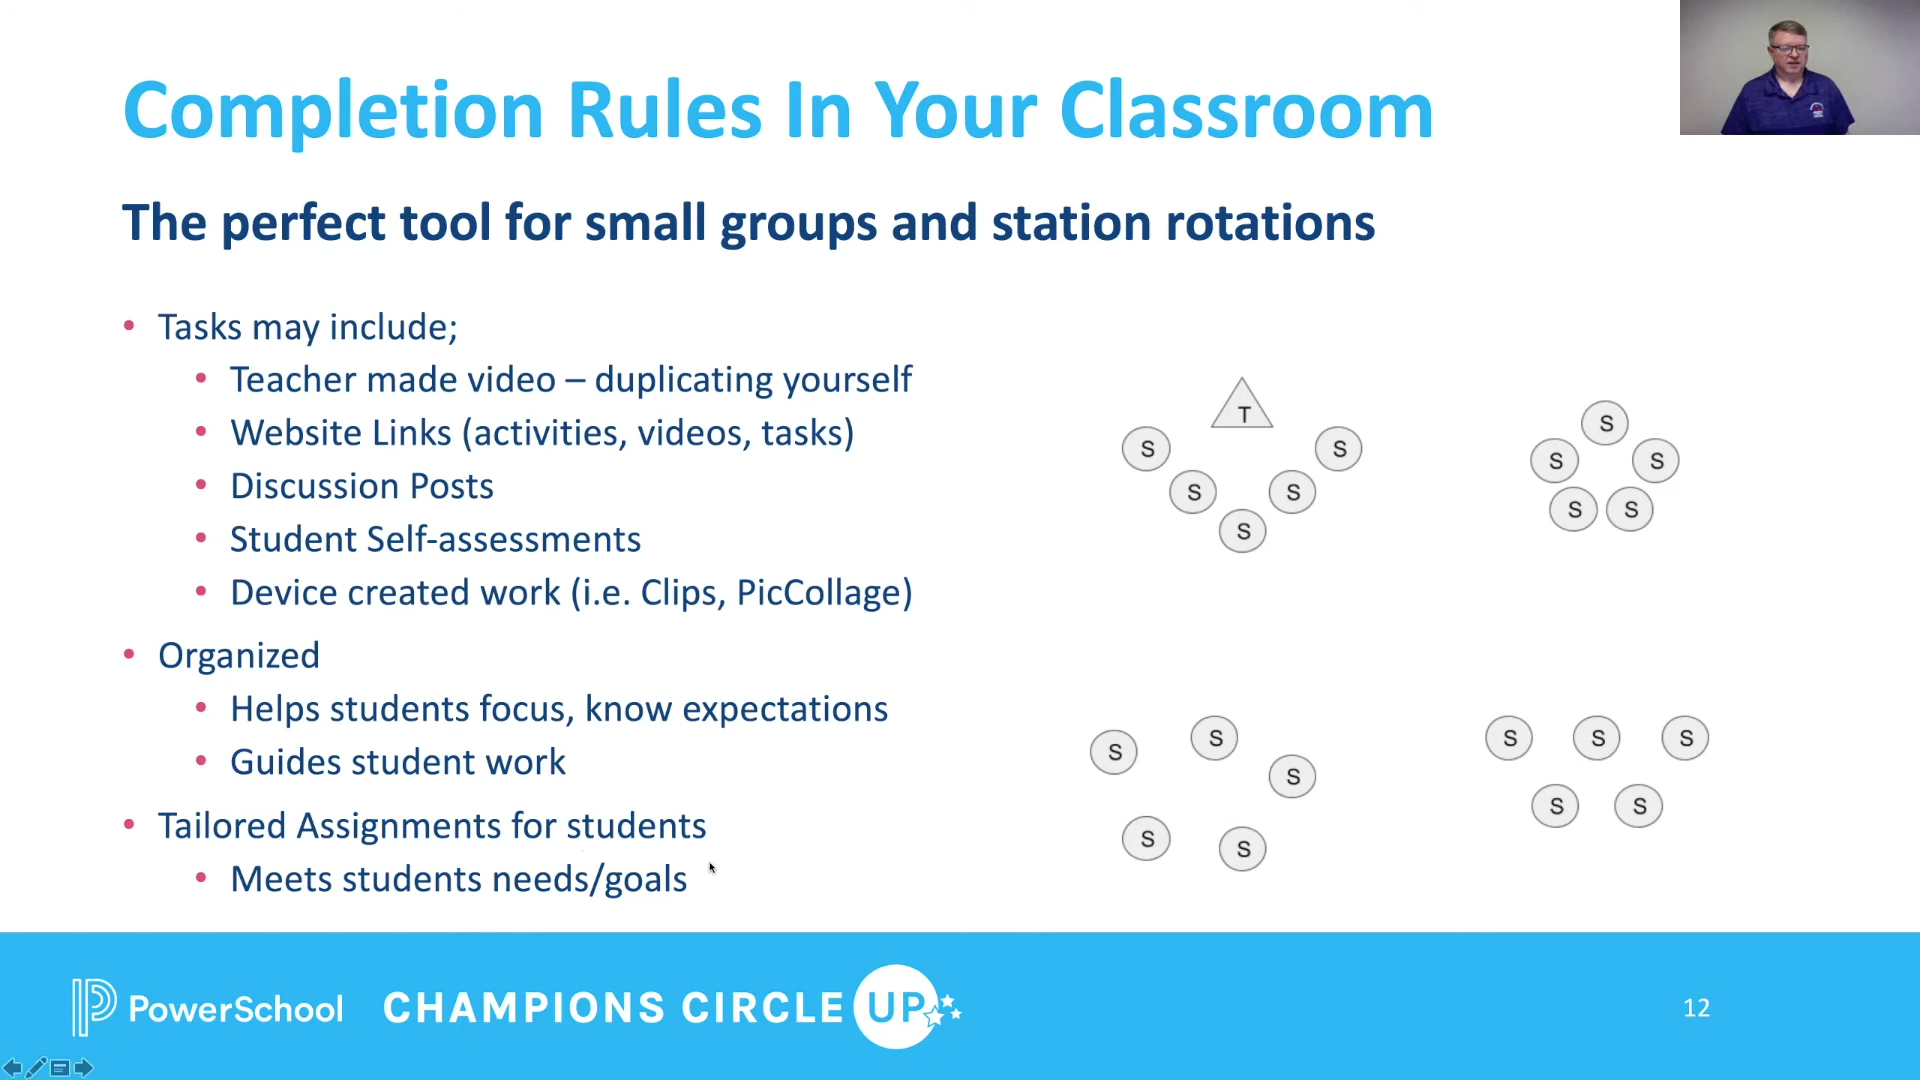 Completion Rules In Your Classroom
The perfect tool for small groups and station rotations
• Tasks may include;
• Teacher made video – duplicating yourself
• Website Links (activities, videos, tasks)
• Discussion Posts
• Student Self-assessments
• Device created work (i.e. Clips, PicCollage)
• Organized
• Helps students focus, know expectations
• Guides student work
• Tailored Assignments for students
• Meets students needs/goals
T
S S
S S
S
S
S S
S S
S S S
S S
S S S
S S
PowerSchool CHAMPIONS CIRCLE UP
12